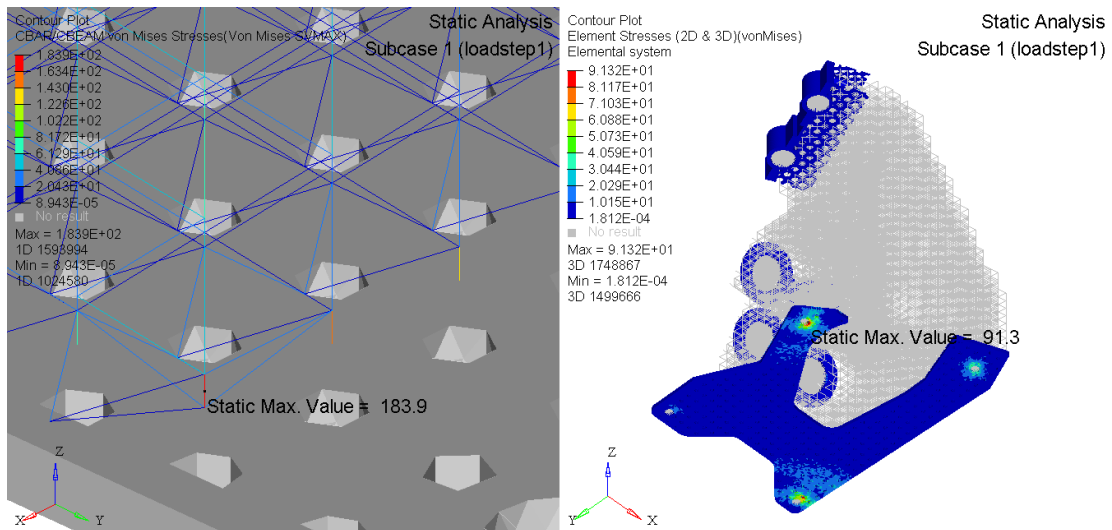 Contour Plot
CBAR/CBEAM von Mises Stresses(Von Mises SI/MAX)
Static Analysis
Subcase 1 (loadstep1)
1.839E+02
1.634E+02
1.430E+02
1.226E+02
1.022E+02
8.172E+01
6.129E+01
4.086E+01
2.043E+01
8.943E-05
No result
Max = 1.839E+02
1D 1593994
Min = 8.943E-05
1D 1024580
Static Max. Value = 183.9
Z
X
Y
Contour Plot
Element Stresses (2D & 3D)(vonMises)
Elemental system
Static Analysis
Subcase 1 (loadstep1)
9.132E+01
8.117E+01
7.103E+01
6.088E+01
5.073E+01
4.059E+01
3.044E+01
2.029E+01
1.015E+01
1.812E-04
No result
Max = 9.132E+01
3D 1748867
Min = 1.812E-04
3D 1499666
Static Max. Value = 91.3
Z
Y
X